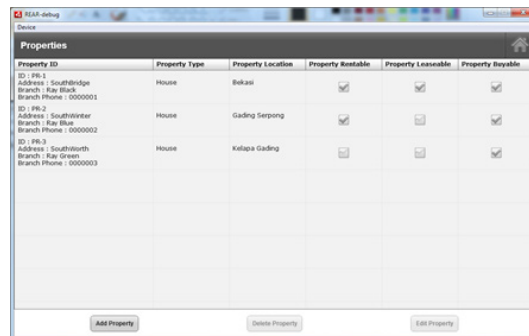 REAR-debug
Device
Properties
Property ID Property Type Property Location Property Rentable Property Leaseable Property Buyable
ID : PR-1
Address : SouthBridge
Branch : Ray Black
Branch Phone : 0000001
House
Bekasi
ID : PR-2
Address : SouthWinter
Branch : Ray Blue
Branch Phone : 0000002
House
Gading Serpong
ID : PR-3
Address : SouthWorth
Branch : Ray Green
Branch Phone : 0000003
House
Kelapa Gading
Add Property Delete Property Edit Property